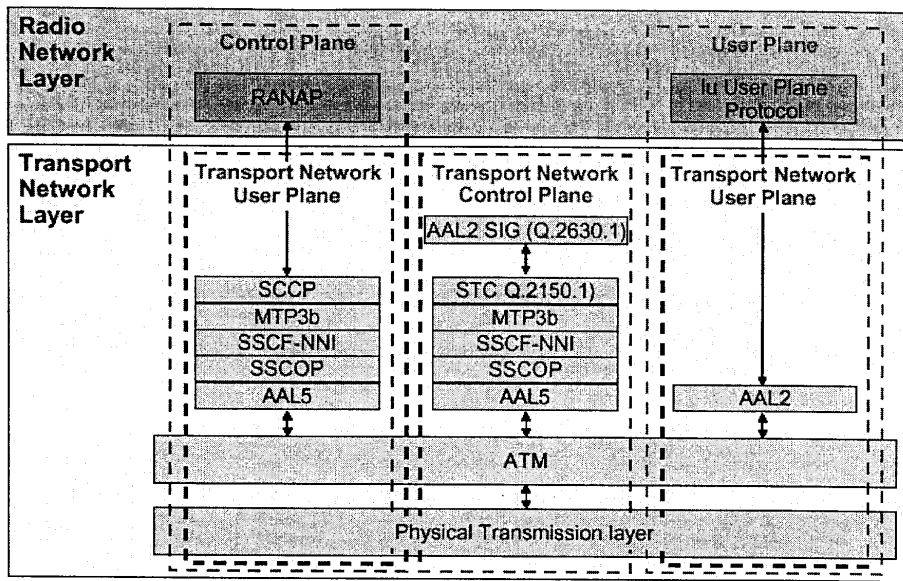 Radio
Network
Layer
Control Plane
User Plane
RANAP
Iu User Plane
Protocol
Transport
Network
Layer
Transport Network
User Plane
Transport Network
Control Plane
Transport Network
User Plane
AAL2 SIG (Q.2630.1)
SCCP
MTP3b
SSCF-NNI
SSCOP
AAL5
STC Q.2150.1)
MTP3b
SSCF-NNI
SSCOP
AAL5
AAL2
ATM
Physical Transmission layer